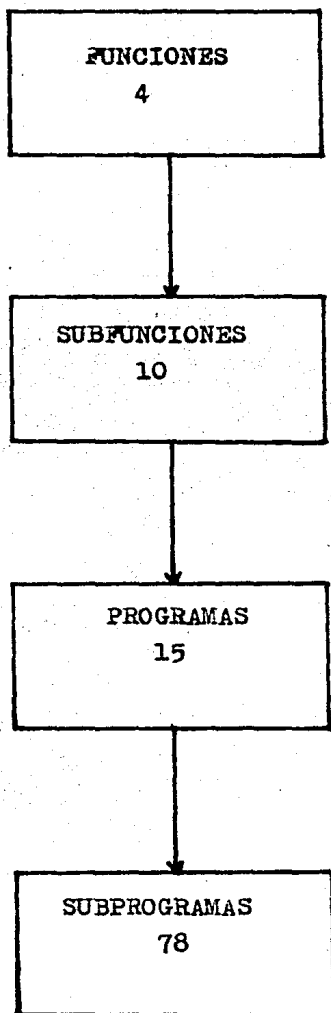 FUNCIONES
4
SUBFUNCIONES
10
PROGRAMAS
15
SUBPROGRAMAS
78